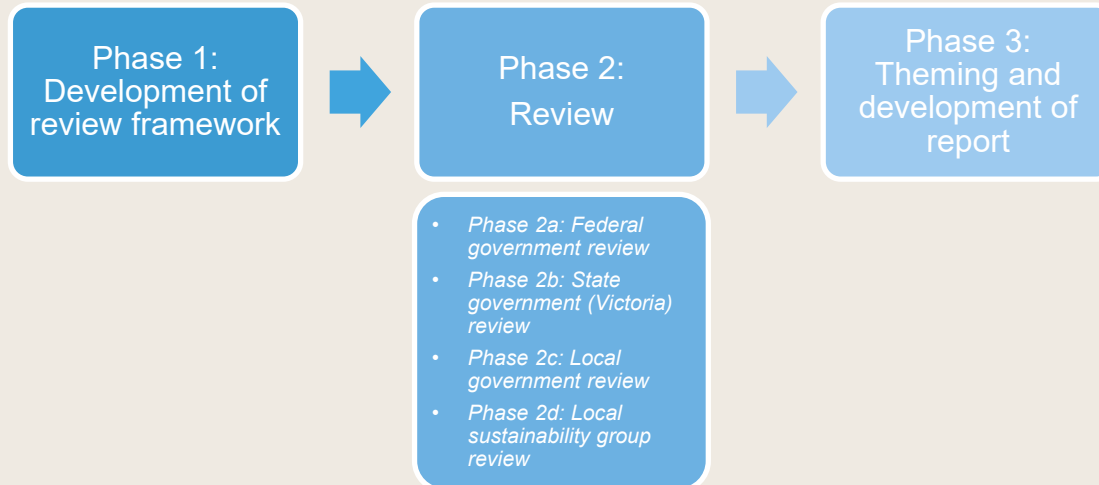 Phase 1:
Development of
review framework
Phase 2:
Review
Phase 3:
Theming and
development of
report
• Phase 2a: Federal
government review
• Phase 2b: State
government (Victoria)
review
• Phase 2c: Local
government review
• Phase 2d: Local
sustainability group
review